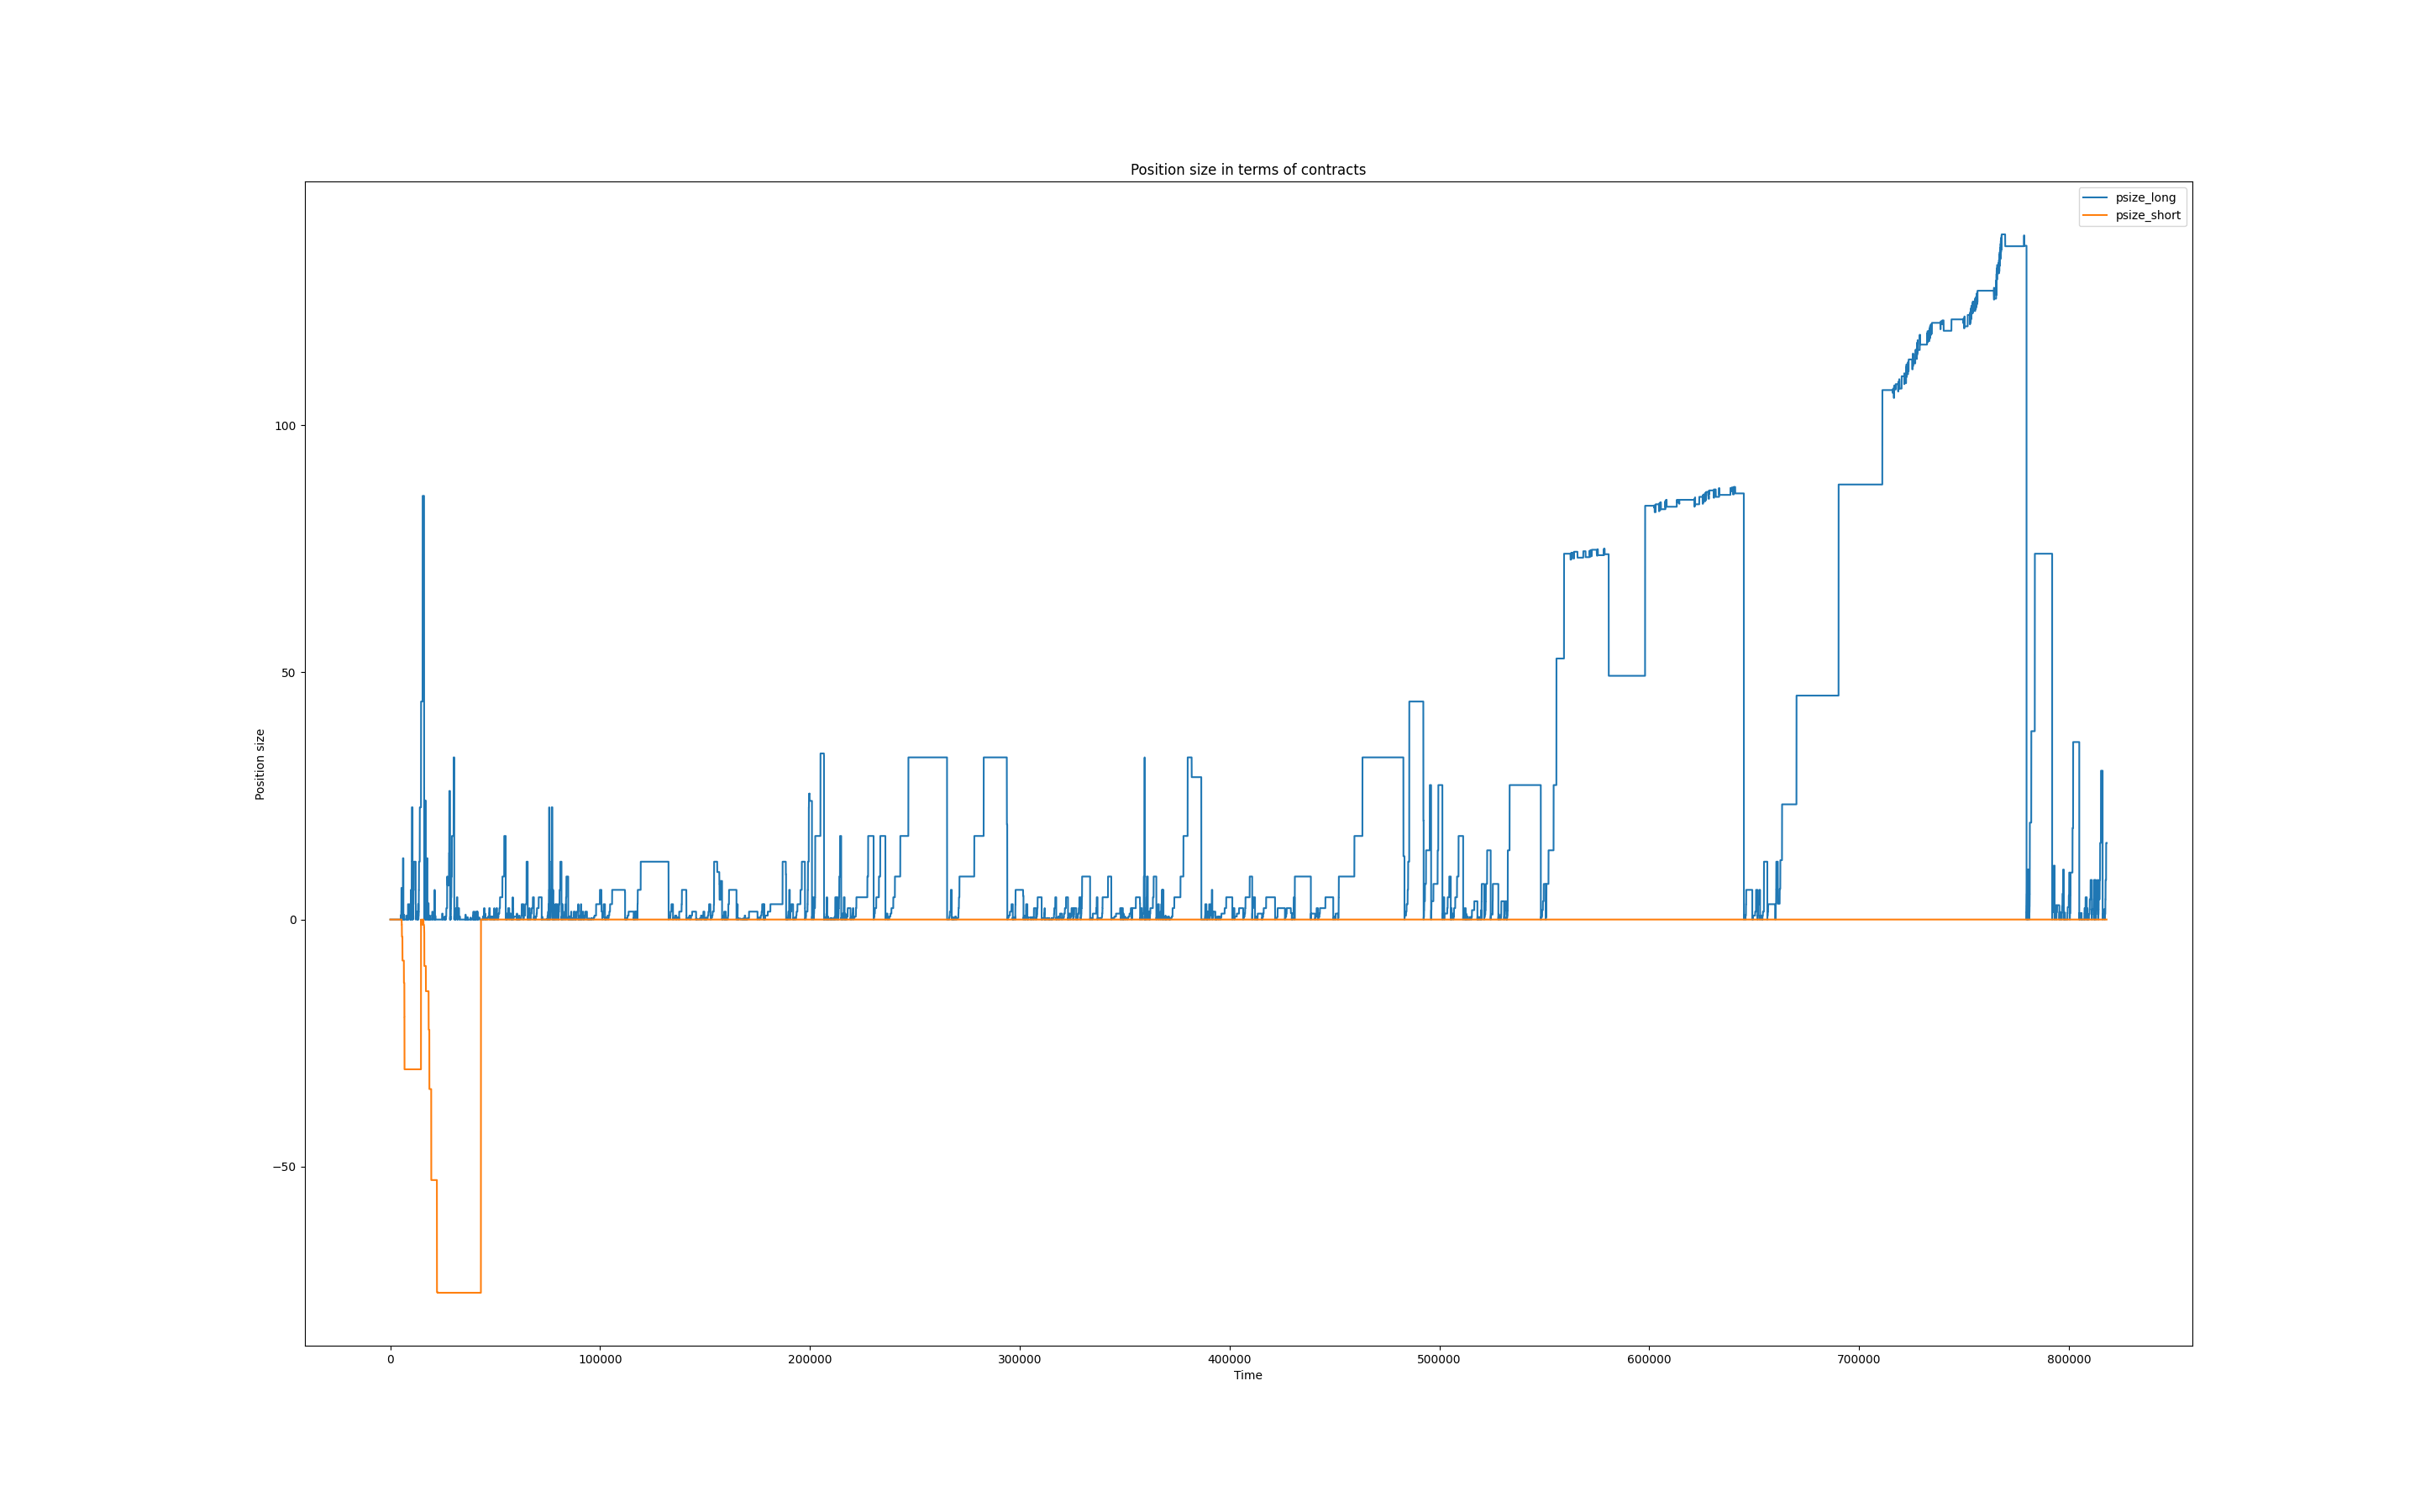 Position size in terms of contracts
psize_long
psize_short
Position size
100
50
0
−50
0
100000
200000
300000
400000
500000
600000
700000
800000
Time